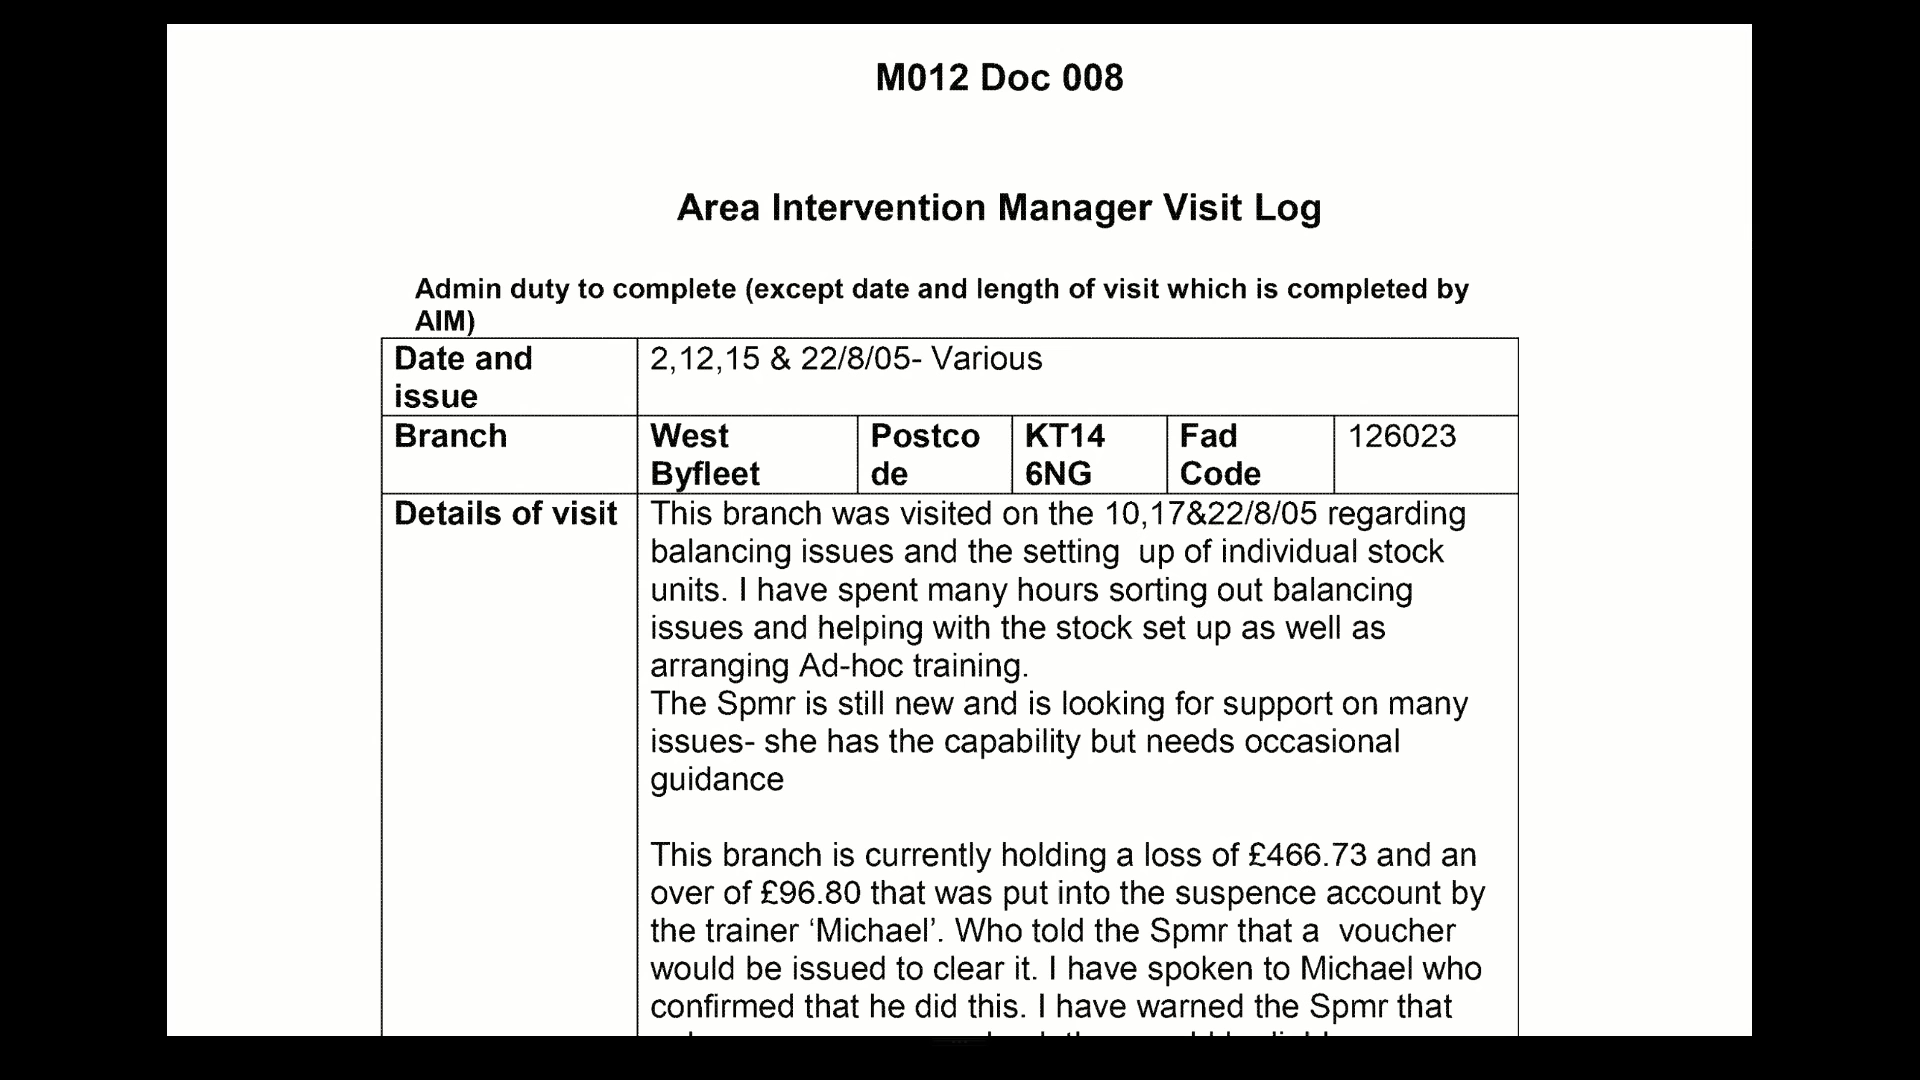 M012 Doc 008
Area Intervention Manager Visit Log
Admin duty to complete (except date and length of visit which is completed by
AIM)
Date and
issue
2,12,15 & 22/8/05- Various
Branch
West
Byfleet
Postco
de
KT14
6NG
Fad
Code
126023
Details of visit
This branch was visited on the 10,17&22/8/05 regarding
balancing issues and the setting  up of individual stock
units. I have spent many hours sorting out balancing
issues and helping with the stock set up as well as
arranging Ad-hoc training.
The Spmr is still new and is looking for support on many
issues- she has the capability but needs occasional
guidance
This branch is currently holding a loss of £466.73 and an
over of £96.80 that was put into the suspence account by
the trainer ‘Michael’. Who told the Spmr that a  voucher
would be issued to clear it. I have spoken to Michael who
confirmed that he did this. I have warned the Spmr that